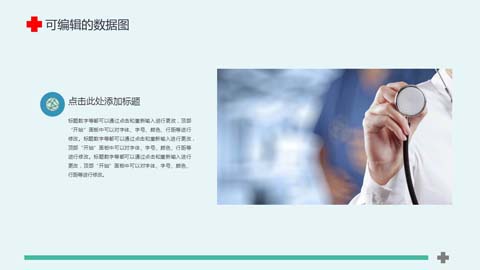 可编辑的数据图
点击此处添加标题
标题数字等都可以通过点击和重新输入进行更改，顶部
“开始”面板中可以对字体、字号、颜色、行距等进行
修改。标题数字等都可以通过点击和重新输入进行更改，
顶部“开始”面板中可以对字体、字号、颜色、行距等
进行修改。标题数字等都可以通过点击和重新输入进行
更改，顶部“开始”面板中可以对字体、字号、颜色、
行距等进行修改。